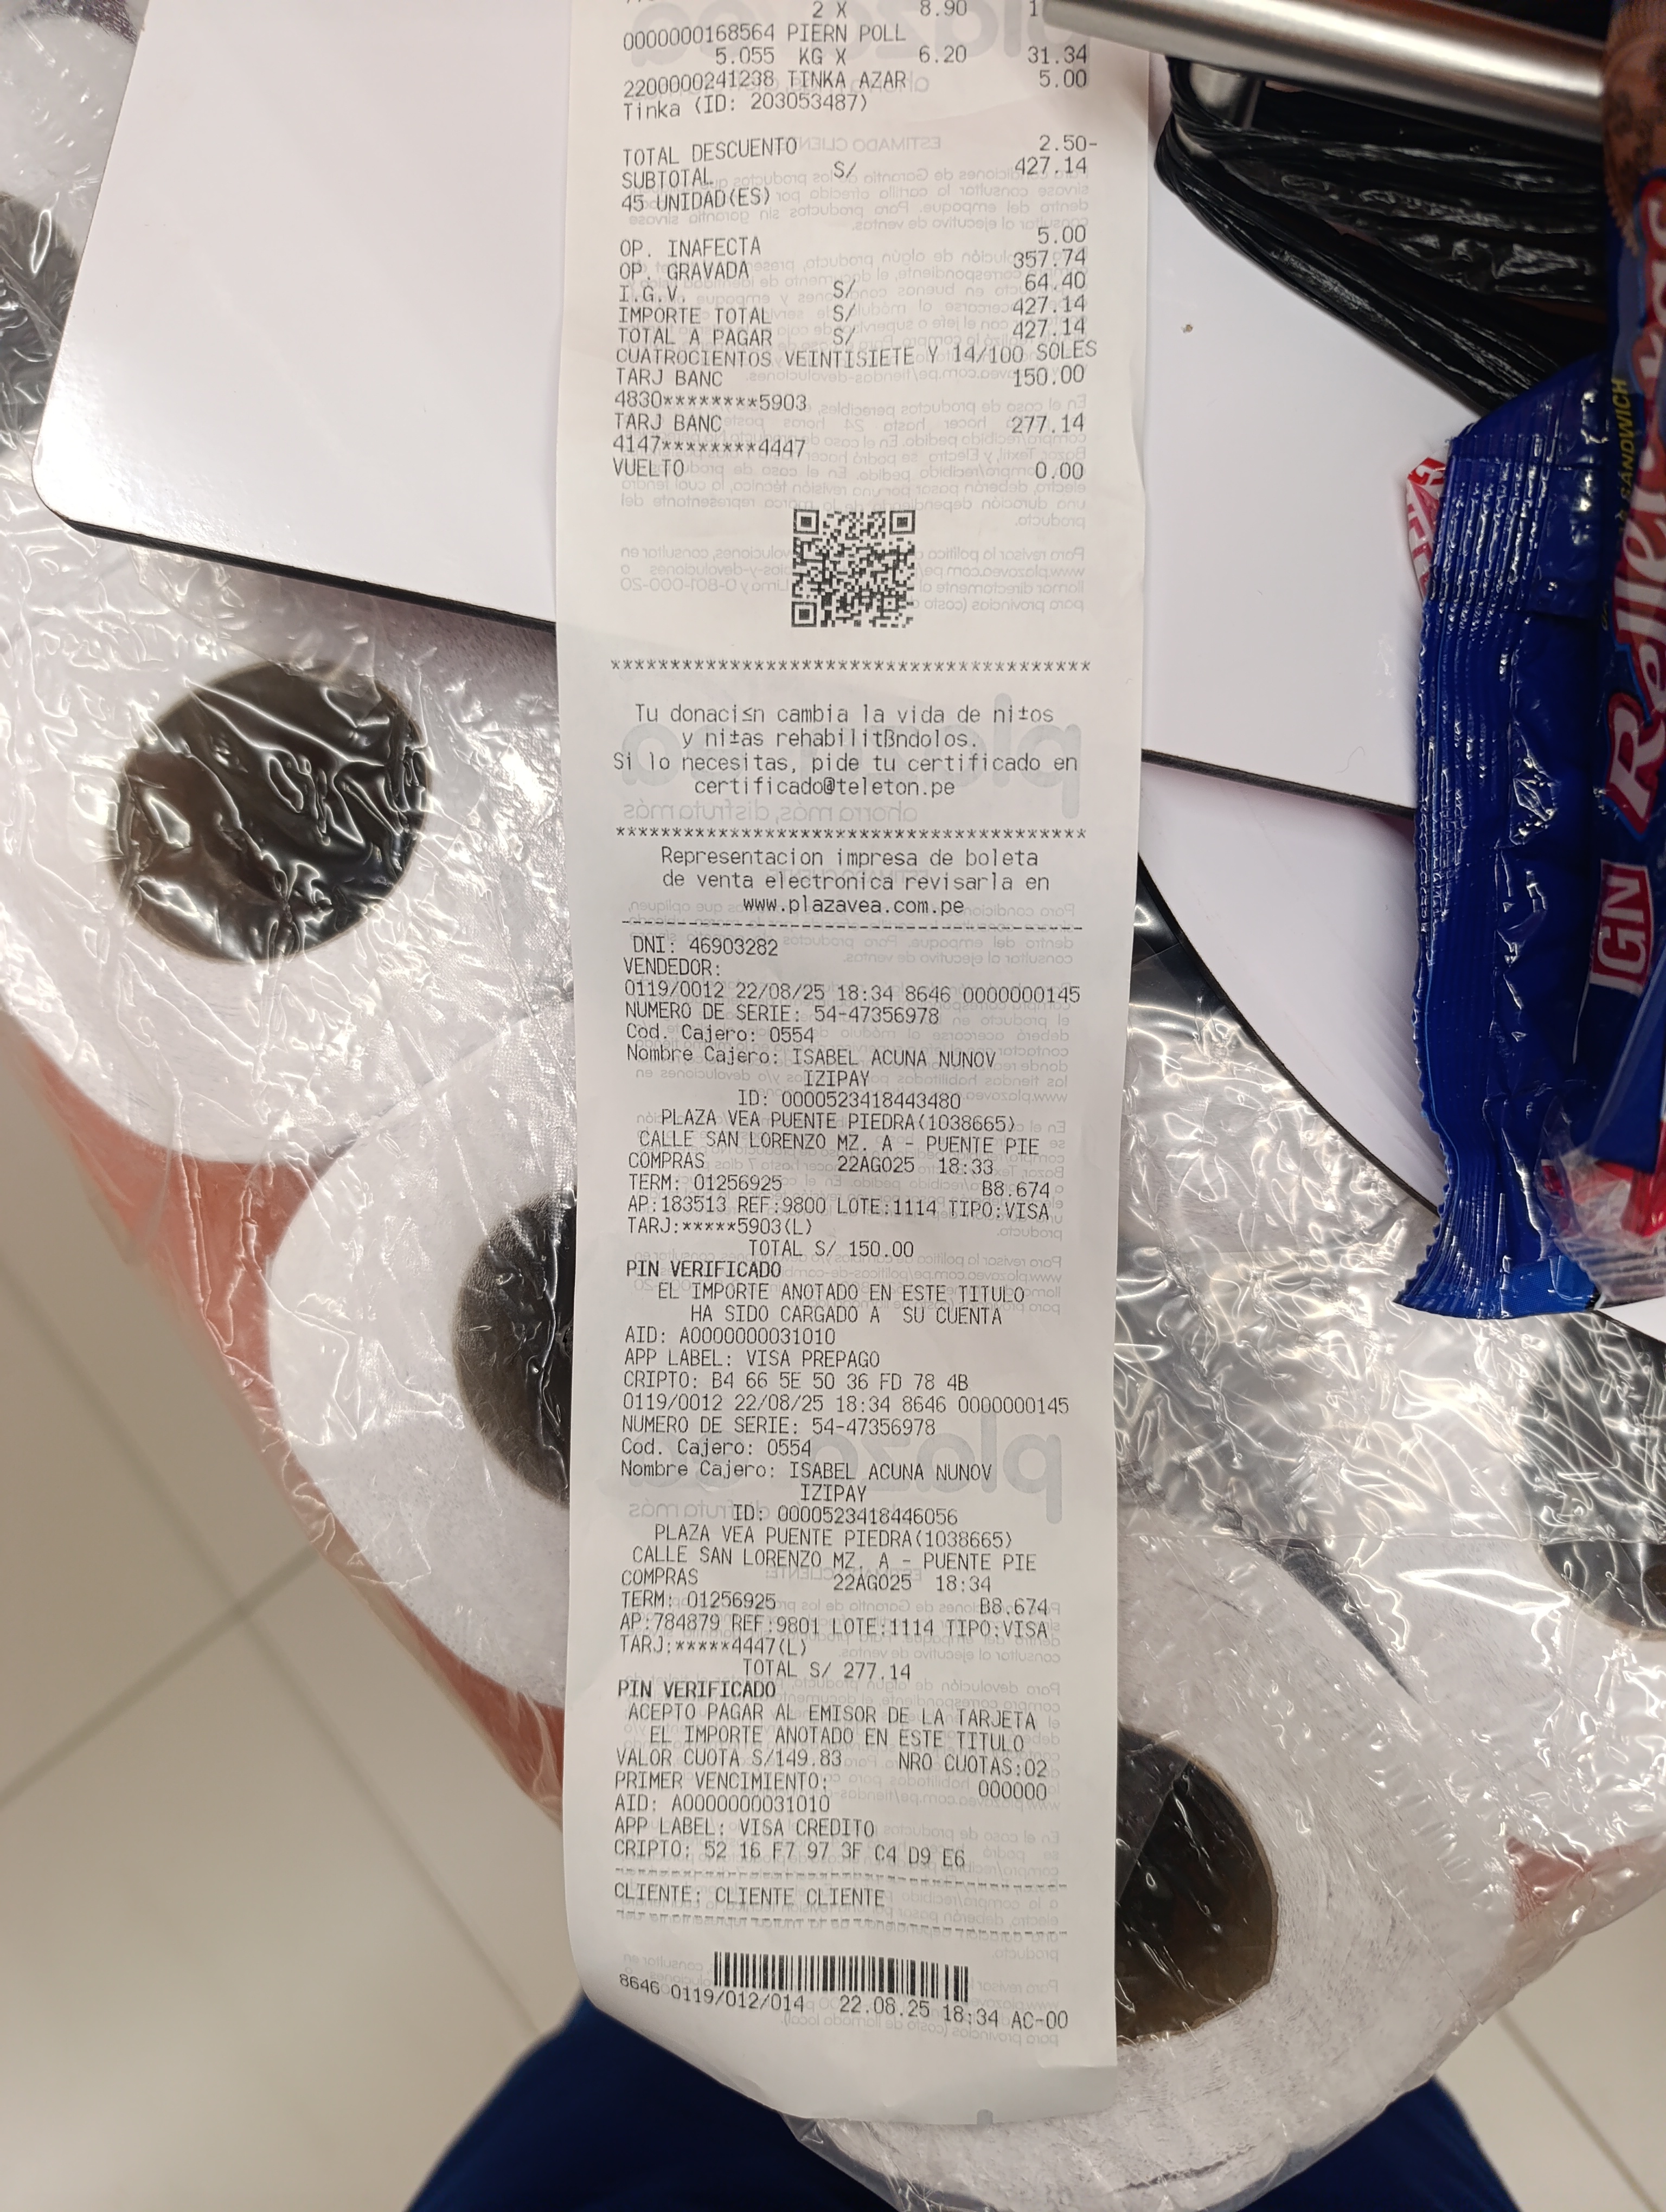 2 X 8.90 1
0000000168564 PIERN POLL
5.055 KG X 6.20 31.34
2200000241238 TINKA AZAR 5.00
Tinka (ID: 203053487)
TOTAL DESCUENTO 2.50-
SUBTOTAL S/ 427.14
45 UNIDAD(ES)
OP. INAFECTA 5.00
OP. GRAVADA 357.74
I.G.V. S/ 64.40
IMPORTE TOTAL S/ 427.14
TOTAL A PAGAR S/ 427.14
CUATROCIENTOS VEINTISIETE Y 14/100 SOLES
TARJ BANC 150.00
4830********5903
TARJ BANC 277.14
4147********4447
VUELTO 0.00
****************************************
Tu donaci≤n cambia la vida de ni±os
y ni±as rehabilitßndolos.
Si lo necesitas, pide tu certificado en
certificado@teleton.pe
****************************************
Representacion impresa de boleta
de venta electronica revisarla en
www.plazavea.com.pe
DNI: 46903282
VENDEDOR:
0119/0012 22/08/25 18:34 8646 0000000145
NUMERO DE SERIE: 54-47356978
Cod. Cajero: 0554
Nombre Cajero: ISABEL ACUNA NUNOV
IZIPAY
ID: 0000523418443480
PLAZA VEA PUENTE PIEDRA(1038665)
CALLE SAN LORENZO MZ. A - PUENTE PIE
COMPRAS 22AGO25 18:33
TERM: 01256925 B8.674
AP:183513 REF:9800 LOTE:1114 TIPO:VISA
TARJ:*****5903(L)
TOTAL S/ 150.00
PIN VERIFICADO
EL IMPORTE ANOTADO EN ESTE TITULO
HA SIDO CARGADO A SU CUENTA
AID: A0000000031010
APP LABEL: VISA PREPAGO
CRIPTO: B4 66 5E 50 36 FD 78 4B
0119/0012 22/08/25 18:34 8646 0000000145
NUMERO DE SERIE: 54-47356978
Cod. Cajero: 0554
Nombre Cajero: ISABEL ACUNA NUNOV
IZIPAY
ID: 0000523418446056
PLAZA VEA PUENTE PIEDRA(1038665)
CALLE SAN LORENZO MZ. A - PUENTE PIE
COMPRAS 22AGO25 18:34
TERM: 01256925 B8.674
AP:784879 REF:9801 LOTE:1114 TIPO:VISA
TARJ:*****4447(L)
TOTAL S/ 277.14
PIN VERIFICADO
ACEPTO PAGAR AL EMISOR DE LA TARJETA
EL IMPORTE ANOTADO EN ESTE TITULO
VALOR CUOTA S/149.83 NRO CUOTAS:02
PRIMER VENCIMIENTO: 000000
AID: A0000000031010
APP LABEL: VISA CREDITO
CRIPTO: 52 16 F7 97 3F C4 D9 E6
CLIENTE: CLIENTE CLIENTE
8646 0119/012/014 22.08.25 18:34 AC-00
SÁNDWICH
Rellenitas
GN